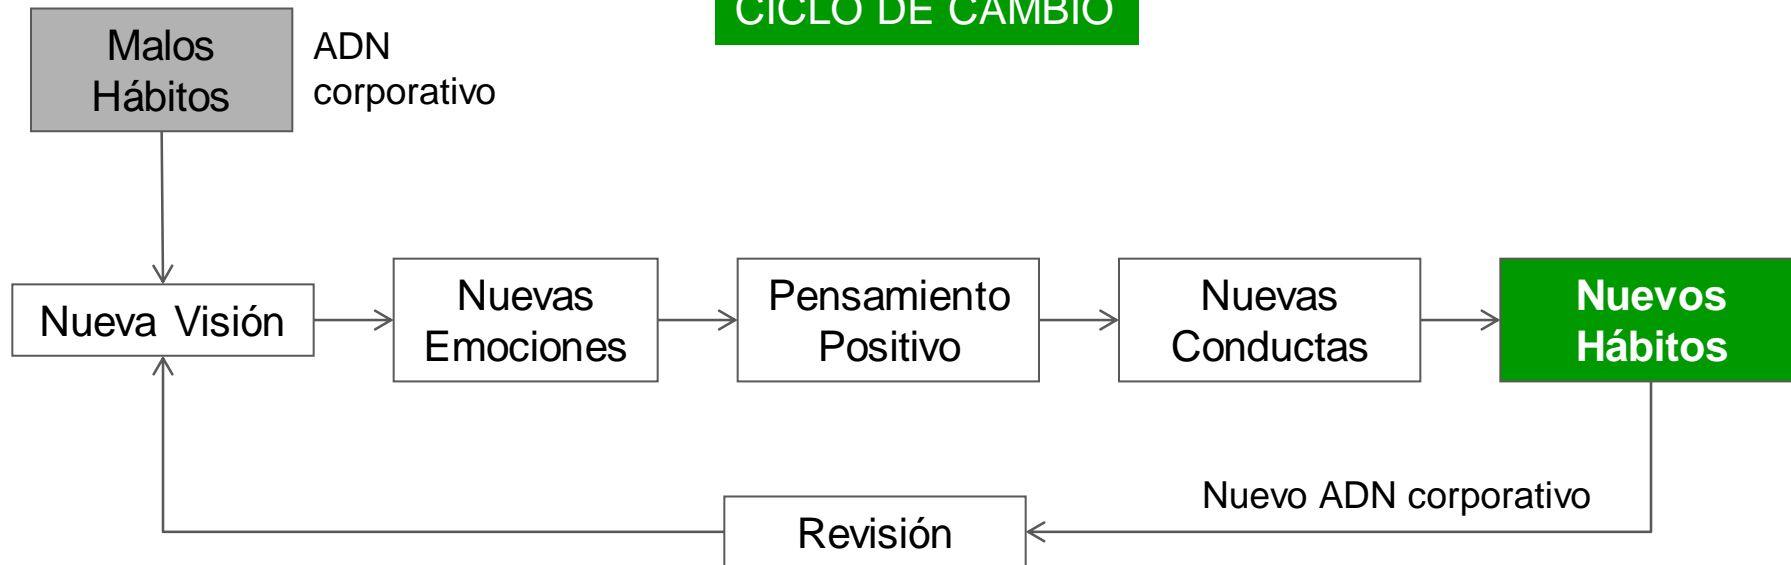 CICLO DE CAMBIO
Malos
Hábitos
ADN
corporativo
Nueva Visión
Nuevas
Emociones
Pensamiento
Positivo
Nuevas
Conductas
Nuevos
Hábitos
Nuevo ADN corporativo
Revisión